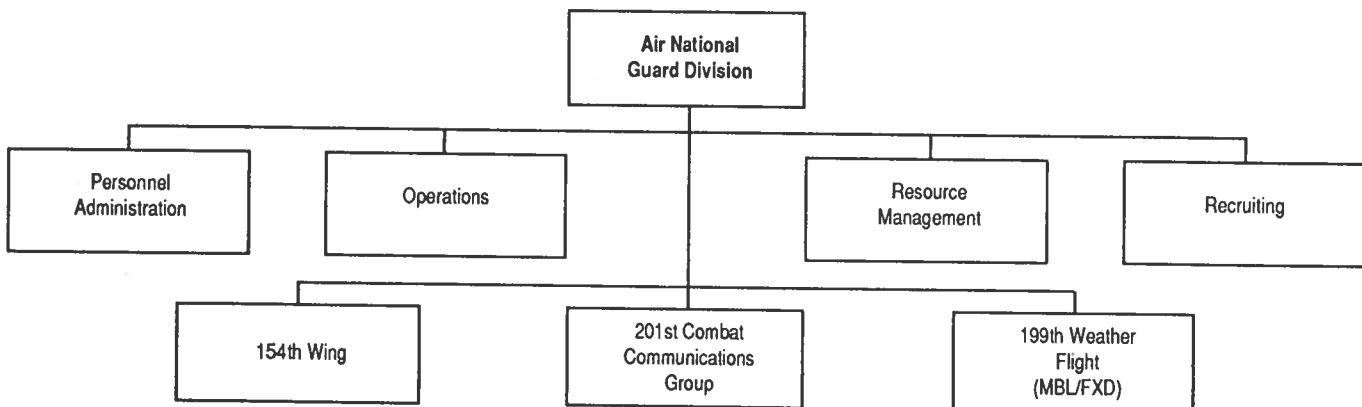 Air National
Guard Division
Personnel
Administration
Operations
Resource
Management
Recruiting
154th Wing
201st Combat
Communications
Group
199th Weather
Flight
(MBL/FXD)